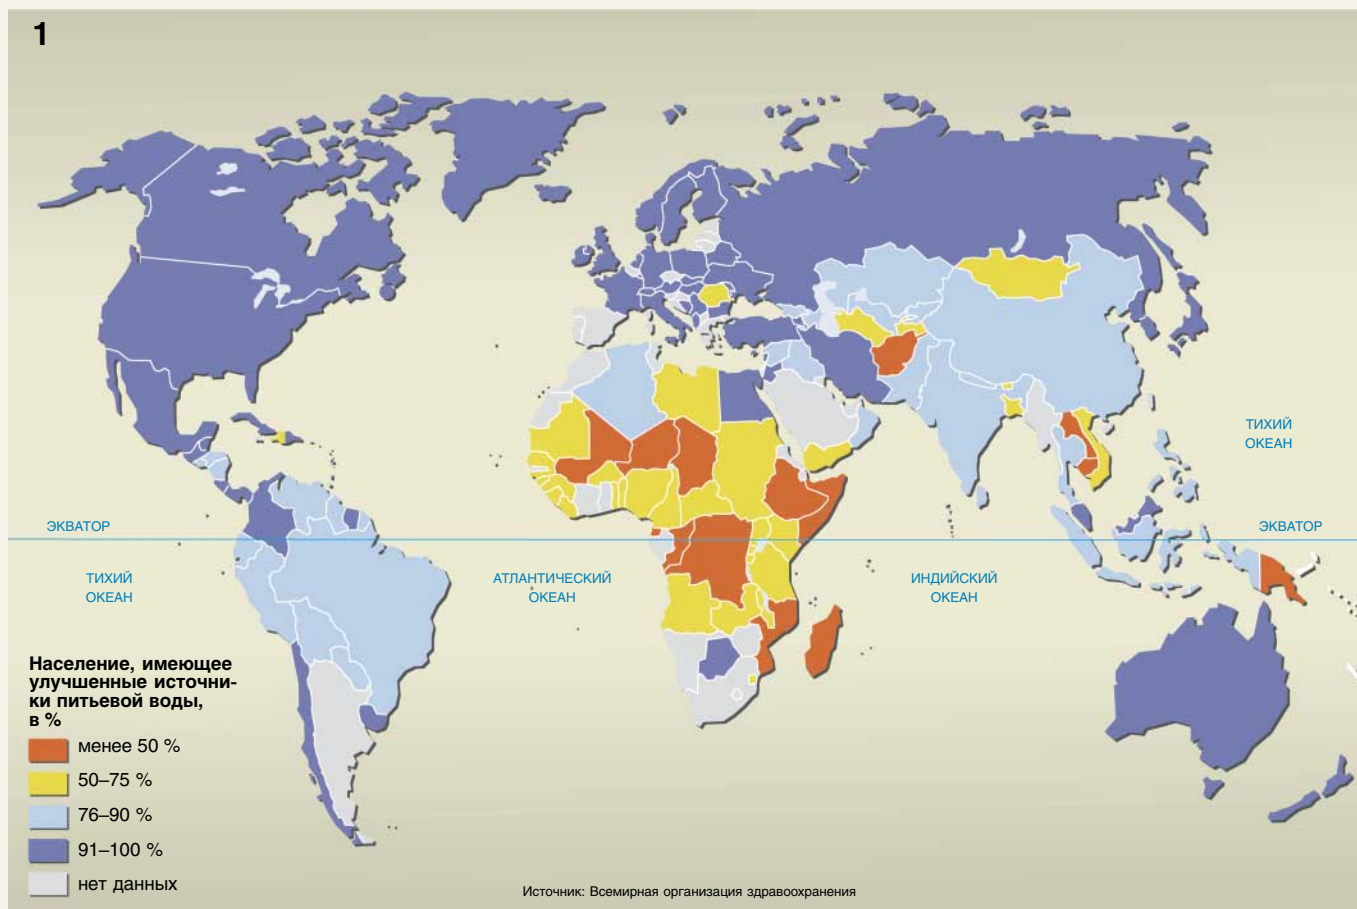 1
ТИХИЙ
ОКЕАН
ЭКВАТОР
ЭКВАТОР
ТИХИЙ
ОКЕАН
АТЛАНТИЧЕСКИЙ
ОКЕАН
ИНДИЙСКИЙ
ОКЕАН
Население, имеющее
улучшенные источни-
ки питьевой воды,
в %
менее 50 %
50–75 %
76–90 %
91–100 %
нет данных
Источник: Всемирная организация здравоохранения